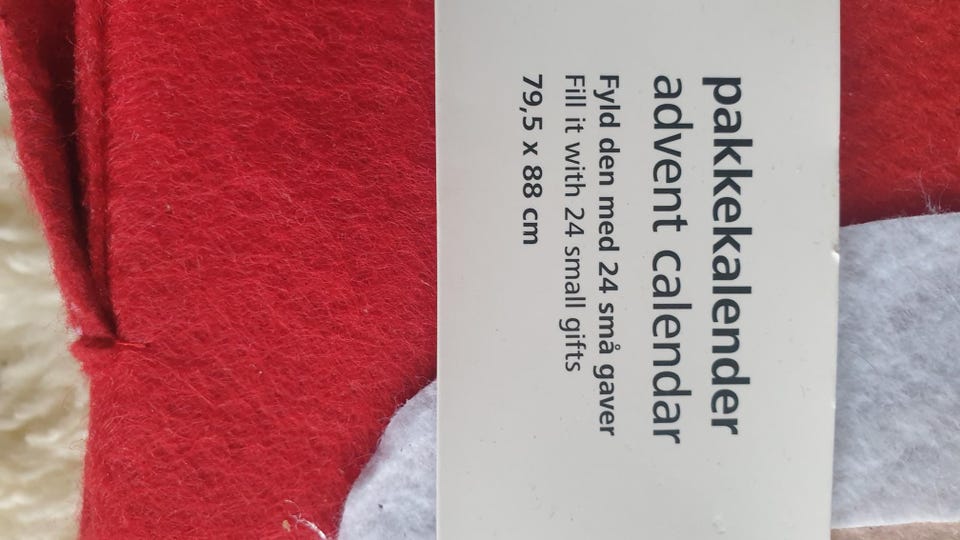 pakkekalender
advent calendar
Fyld den med 24 små gaver
Fill it with 24 small gifts
79,5 x 88 cm